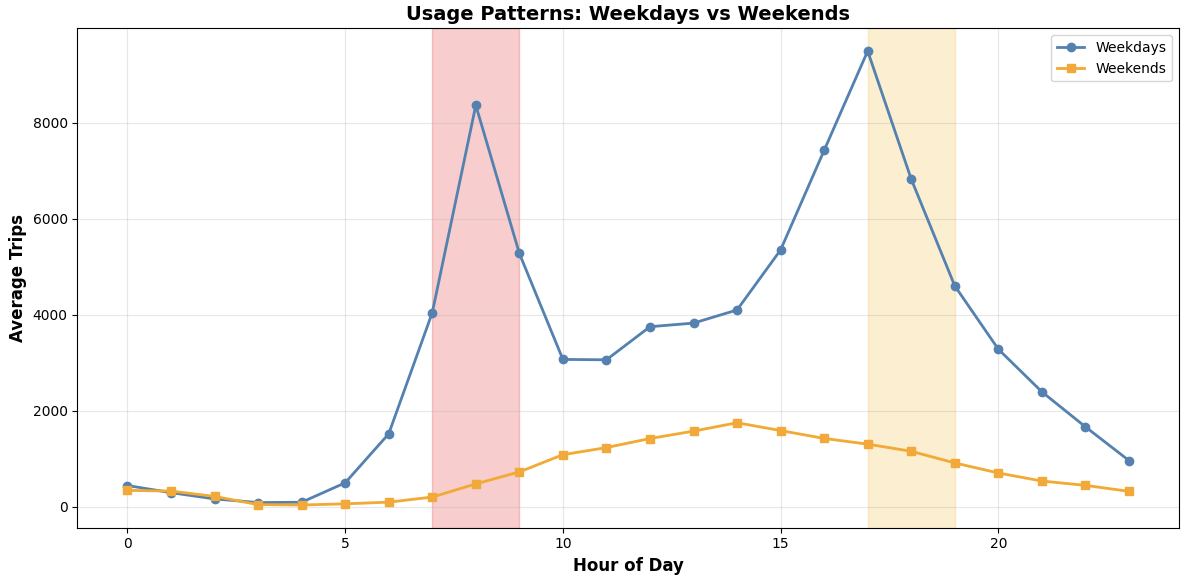 Usage Patterns: Weekdays vs Weekends
Weekdays
Weekends
Average Trips
8000
6000
4000
2000
0
0 5 10 15 20
Hour of Day